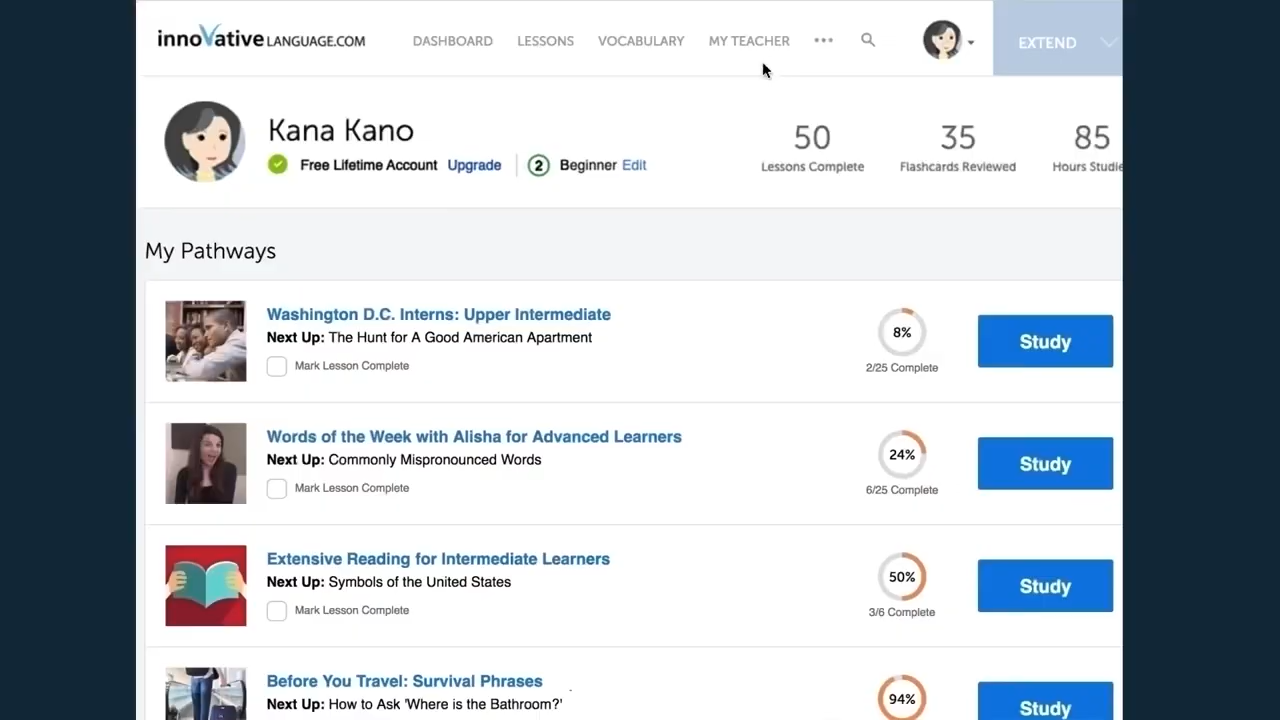 innoVative LANGUAGE.COM DASHBOARD LESSONS VOCABULARY MY TEACHER ••• EXTEND
Kana Kano
Free Lifetime Account Upgrade 2 Beginner Edit
50 35 85
Lessons Complete Flashcards Reviewed Hours Studie
My Pathways
Washington D.C. Interns: Upper Intermediate
Next Up: The Hunt for A Good American Apartment
Mark Lesson Complete
8%
2/25 Complete
Study
Words of the Week with Alisha for Advanced Learners
Next Up: Commonly Mispronounced Words
Mark Lesson Complete
24%
6/25 Complete
Study
Extensive Reading for Intermediate Learners
Next Up: Symbols of the United States
Mark Lesson Complete
50%
3/6 Complete
Study
Before You Travel: Survival Phrases
Next Up: How to Ask 'Where is the Bathroom?'
94%
Study